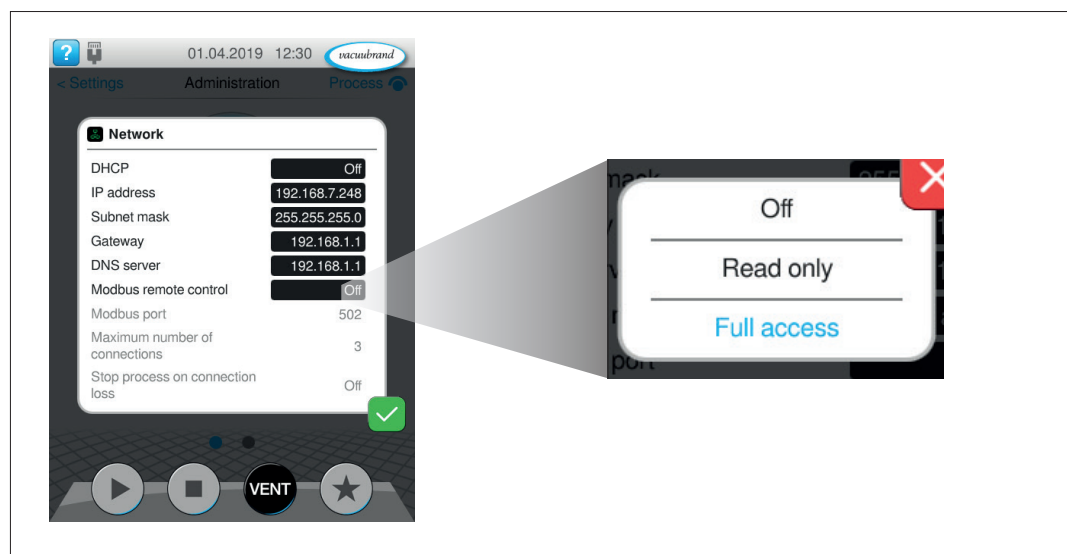 ?
01.04.2019 12:30 vacuubrand
< Settings Administration Process
Network
DHCP Off
IP address 192.168.7.248
Subnet mask 255.255.255.0
Gateway 192.168.1.1
DNS server 192.168.1.1
Modbus remote control Off
Modbus port 502
Maximum number of
connections 3
Stop process on connection
loss Off
VENT
Off
Read only
Full access
port